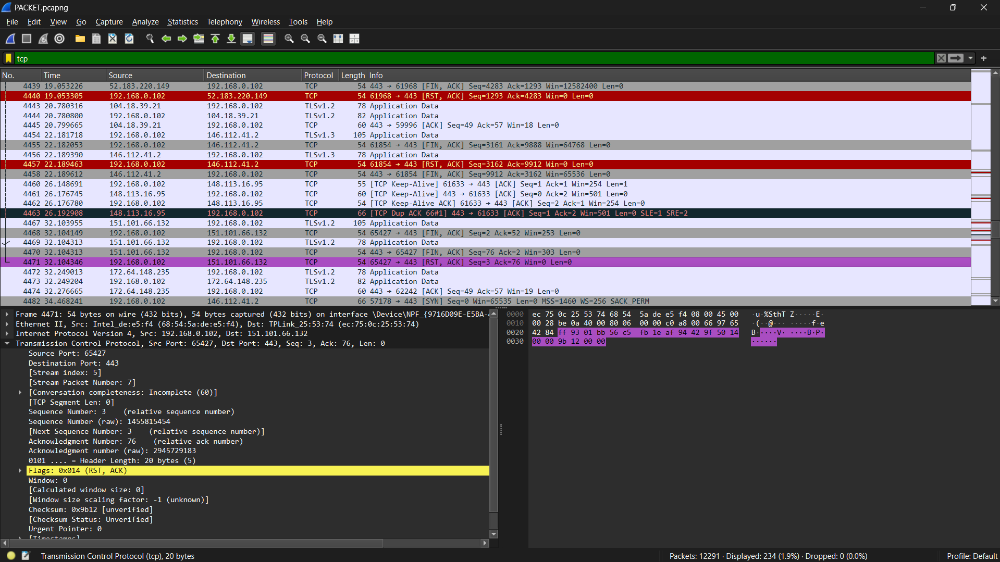 PACKET.pcapng
File Edit View Go Capture Analyze Statistics Telephony Wireless Tools Help
tcp
No. Time Source Destination Protocol Length Info
4439 19.053226 52.183.220.149 192.168.0.102 TCP 54 443 → 61968 [FIN, ACK] Seq=4283 Ack=1293 Win=12582400 Len=0
4440 19.053305 192.168.0.102 52.183.220.149 TCP 54 61968 → 443 [RST, ACK] Seq=1293 Ack=4283 Win=0 Len=0
4443 20.780316 104.18.39.21 192.168.0.102 TLSv1.2 78 Application Data
4444 20.780800 192.168.0.102 104.18.39.21 TLSv1.2 82 Application Data
4445 20.799665 104.18.39.21 192.168.0.102 TCP 60 443 → 59996 [ACK] Seq=49 Ack=57 Win=18 Len=0
4454 22.181718 192.168.0.102 146.112.41.2 TLSv1.3 105 Application Data
4455 22.182053 192.168.0.102 146.112.41.2 TCP 54 61854 → 443 [FIN, ACK] Seq=3161 Ack=9888 Win=64768 Len=0
4456 22.189390 146.112.41.2 192.168.0.102 TLSv1.3 78 Application Data
4457 22.189463 192.168.0.102 146.112.41.2 TCP 54 61854 → 443 [RST, ACK] Seq=3162 Ack=9912 Win=0 Len=0
4458 22.189612 146.112.41.2 192.168.0.102 TCP 54 443 → 61854 [FIN, ACK] Seq=9912 Ack=3162 Win=65536 Len=0
4460 26.148691 192.168.0.102 148.113.16.95 TCP 55 [TCP Keep-Alive] 61633 → 443 [ACK] Seq=1 Ack=1 Win=254 Len=1
4461 26.176745 148.113.16.95 192.168.0.102 TCP 60 [TCP Keep-Alive] 443 → 61633 [ACK] Seq=0 Ack=2 Win=501 Len=0
4462 26.176780 192.168.0.102 148.113.16.95 TCP 54 [TCP Keep-Alive ACK] 61633 → 443 [ACK] Seq=2 Ack=1 Win=254 Len=0
4463 26.192908 148.113.16.95 192.168.0.102 TCP 66 [TCP Dup ACK 66#1] 443 → 61633 [ACK] Seq=1 Ack=2 Win=501 Len=0 SLE=1 SRE=2
4467 32.103955 151.101.66.132 192.168.0.102 TLSv1.2 105 Application Data
4468 32.104149 192.168.0.102 151.101.66.132 TCP 54 65427 → 443 [FIN, ACK] Seq=2 Ack=52 Win=253 Len=0
4469 32.104313 151.101.66.132 192.168.0.102 TLSv1.2 78 Application Data
4470 32.104313 151.101.66.132 192.168.0.102 TCP 54 443 → 65427 [FIN, ACK] Seq=76 Ack=2 Win=303 Len=0
4471 32.104346 192.168.0.102 151.101.66.132 TCP 54 65427 → 443 [RST, ACK] Seq=3 Ack=76 Win=0 Len=0
4472 32.249013 172.64.148.235 192.168.0.102 TLSv1.2 78 Application Data
4473 32.249204 192.168.0.102 172.64.148.235 TLSv1.2 82 Application Data
4474 32.276665 172.64.148.235 192.168.0.102 TCP 60 443 → 62242 [ACK] Seq=49 Ack=57 Win=19 Len=0
4482 34.468241 192.168.0.102 146.112.41.2 TCP 66 57178 → 443 [SYN] Seq=0 Win=65535 Len=0 MSS=1460 WS=256 SACK_PERM
Frame 4471: 54 bytes on wire (432 bits), 54 bytes captured (432 bits) on interface \Device\NPF_{9716D09E-E5BA-
Ethernet II, Src: Intel_de:e5:f4 (68:54:5a:de:e5:f4), Dst: TPLink_25:53:74 (ec:75:0c:25:53:74)
Internet Protocol Version 4, Src: 192.168.0.102, Dst: 151.101.66.132
Transmission Control Protocol, Src Port: 65427, Dst Port: 443, Seq: 3, Ack: 76, Len: 0
Source Port: 65427
Destination Port: 443
[Stream index: 5]
[Stream Packet Number: 7]
[Conversation completeness: Incomplete (60)]
[TCP Segment Len: 0]
Sequence Number: 3 (relative sequence number)
Sequence Number (raw): 1455815454
[Next Sequence Number: 3 (relative sequence number)]
Acknowledgment Number: 76 (relative ack number)
Acknowledgment number (raw): 2945729183
0101 .... = Header Length: 20 bytes (5)
Flags: 0x014 (RST, ACK)
Window: 0
[Calculated window size: 0]
[Window size scaling factor: -1 (unknown)]
Checksum: 0x9b12 [unverified]
[Checksum Status: Unverified]
Urgent Pointer: 0
[Timestamps]
0000 ec 75 0c 25 53 74 68 54 5a de e5 f4 08 00 45 00 ·u·%SthT Z·····E·
0010 00 28 be 0a 40 00 80 06 00 00 c0 a8 00 66 97 65 ·(··@··· ·····f·e
0020 42 84 ff 93 01 bb 56 c5 fb 1e af 94 42 9f 50 14 B·····V· ····B·P·
0030 00 00 9b 12 00 00 ······
Transmission Control Protocol (tcp), 20 bytes
Packets: 12291 · Displayed: 234 (1.9%) · Dropped: 0 (0.0%)
Profile: Default